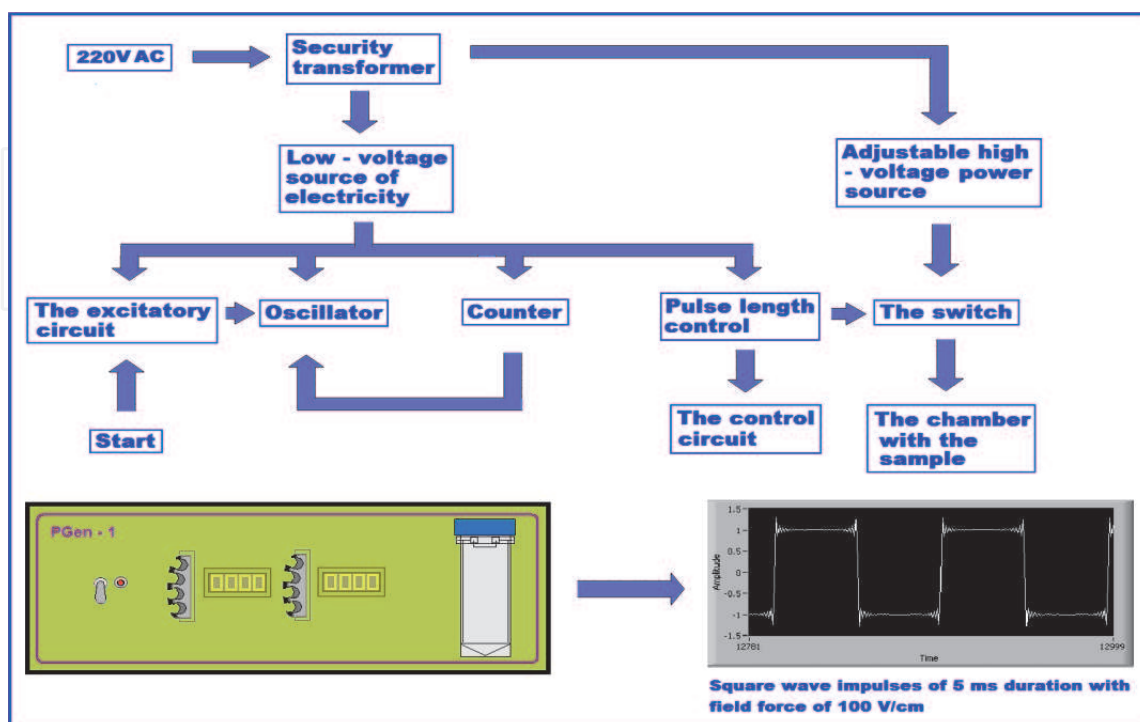 220V AC
Security
transformer
Low - voltage
source of
electricity
Adjustable high
- voltage power
source
The excitatory
circuit
Oscillator
Counter
Pulse length
control
The switch
Start
The control
circuit
The chamber
with the
sample
PGen - 1
1.5
1
0.5
0
-0.5
-1
-1.5
Amplitude
12781
12999
Time
Square wave impulses of 5 ms duration with
field force of 100 V/cm